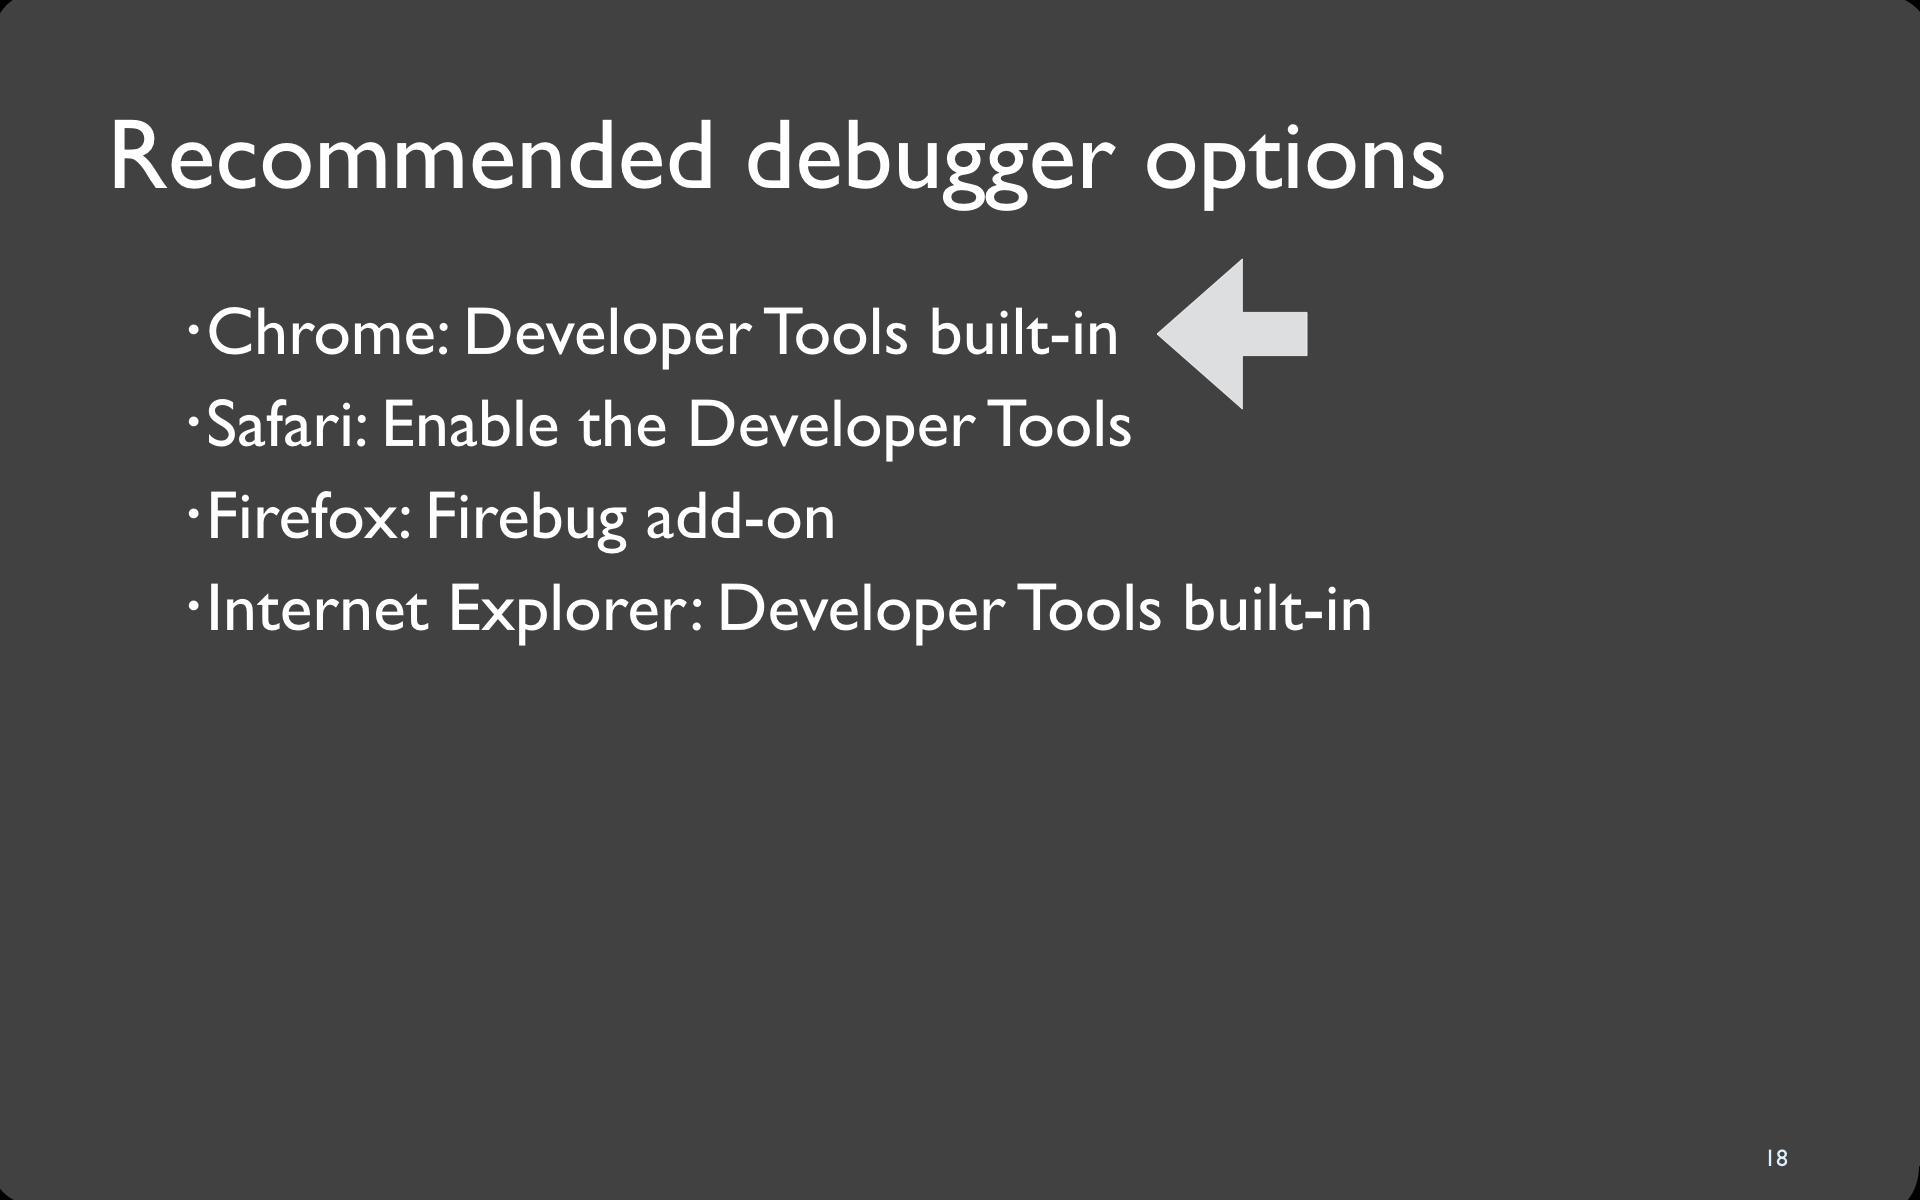 Recommended debugger options
· Chrome: Developer Tools built-in
· Safari: Enable the Developer Tools
· Firefox: Firebug add-on
· Internet Explorer: Developer Tools built-in
18